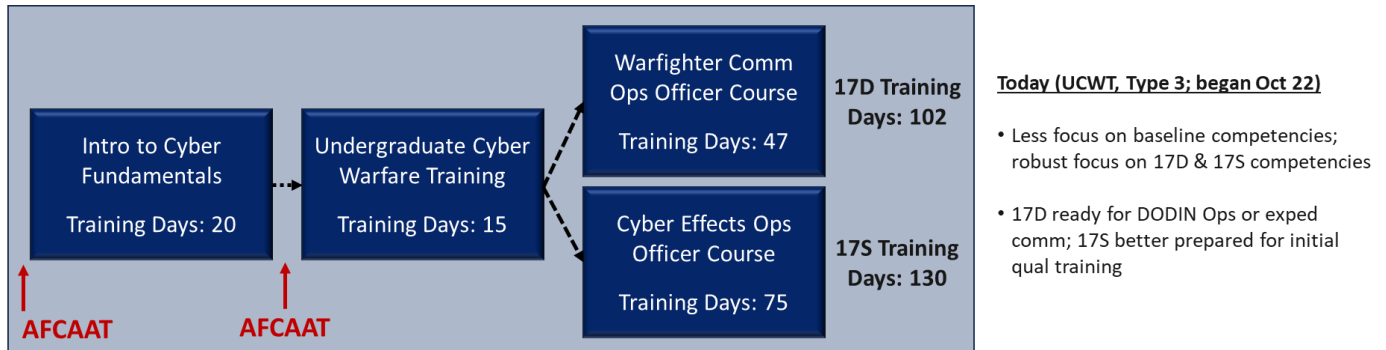 Intro to Cyber
Fundamentals
Training Days: 20
AFCAAT
Undergraduate Cyber
Warfare Training
Training Days: 15
AFCAAT
Warfighter Comm
Ops Officer Course
Training Days: 47
17D Training
Days: 102
Cyber Effects Ops
Officer Course
Training Days: 75
17S Training
Days: 130
Today (UCWT, Type 3; began Oct 22)
• Less focus on baseline competencies;
robust focus on 17D & 17S competencies
• 17D ready for DODIN Ops or exped
comm; 17S better prepared for initial
qual training